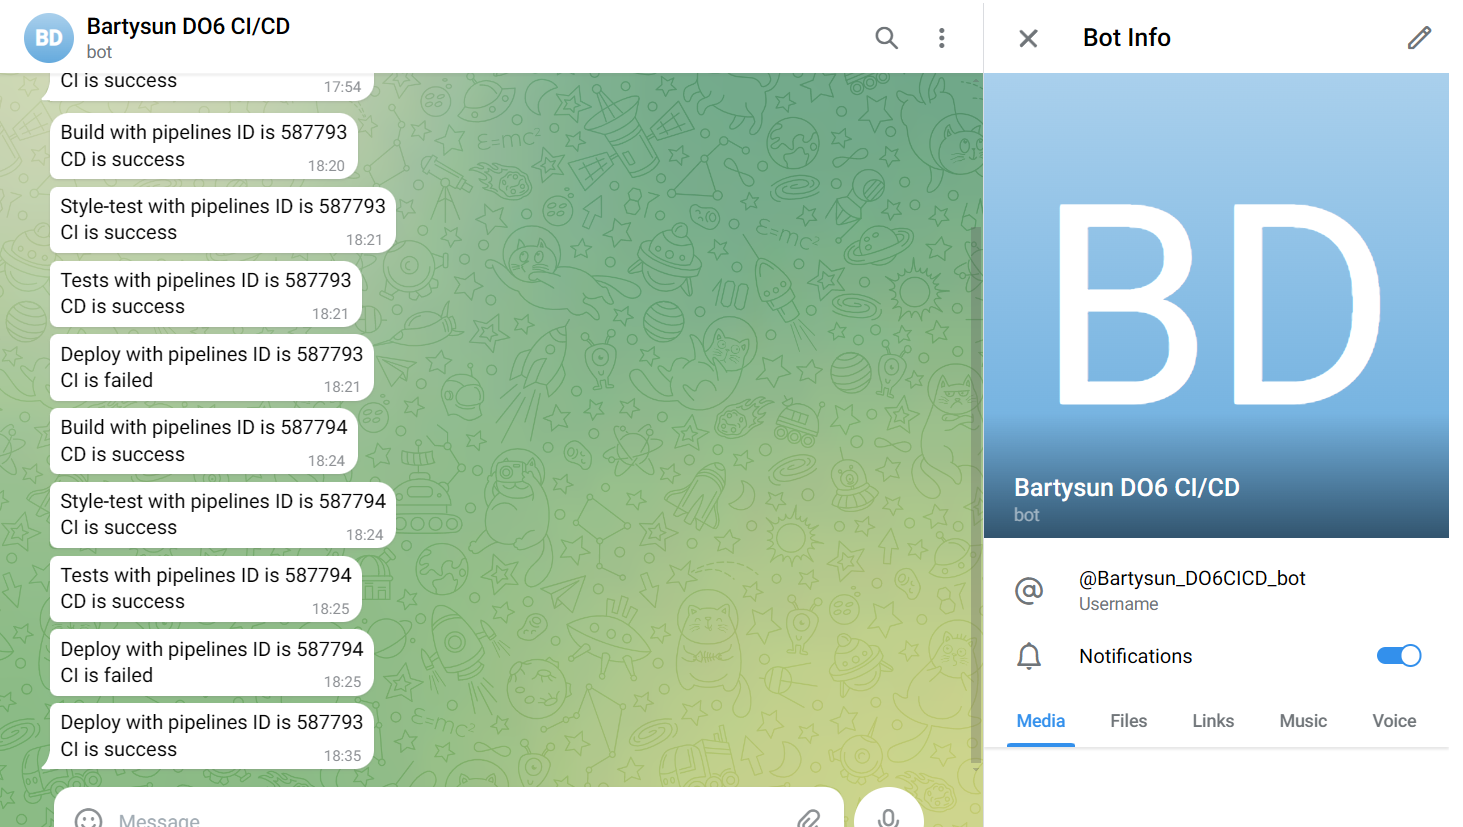 BD
Bartysun DO6 CI/CD
bot
CI is success
17:54
Build with pipelines ID is 587793
CD is success
18:20
Style-test with pipelines ID is 587793
CI is success
18:21
Tests with pipelines ID is 587793
CD is success
18:21
Deploy with pipelines ID is 587793
CI is failed
18:21
Build with pipelines ID is 587794
CD is success
18:24
Style-test with pipelines ID is 587794
CI is success
18:24
Tests with pipelines ID is 587794
CD is success
18:25
Deploy with pipelines ID is 587794
CI is failed
18:25
Deploy with pipelines ID is 587793
CI is success
18:35
Message
Bot Info
BD
Bartysun DO6 CI/CD
bot
@Bartysun_DO6CICD_bot
Username
Notifications
Media
Files
Links
Music
Voice